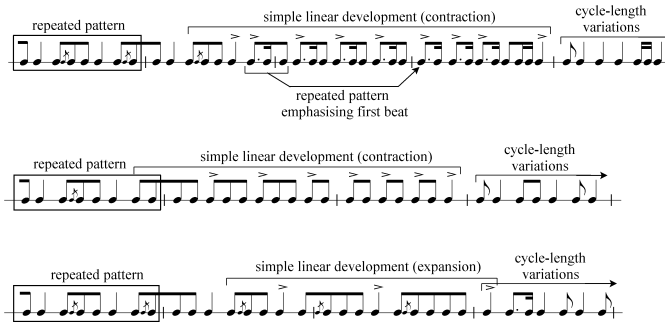 simple linear development (contraction)
cycle-length
variations
repeated pattern
repeated pattern
emphasising first beat
repeated pattern
simple linear development (contraction)
cycle-length
variations
repeated pattern
simple linear development (expansion)
cycle-length
variations